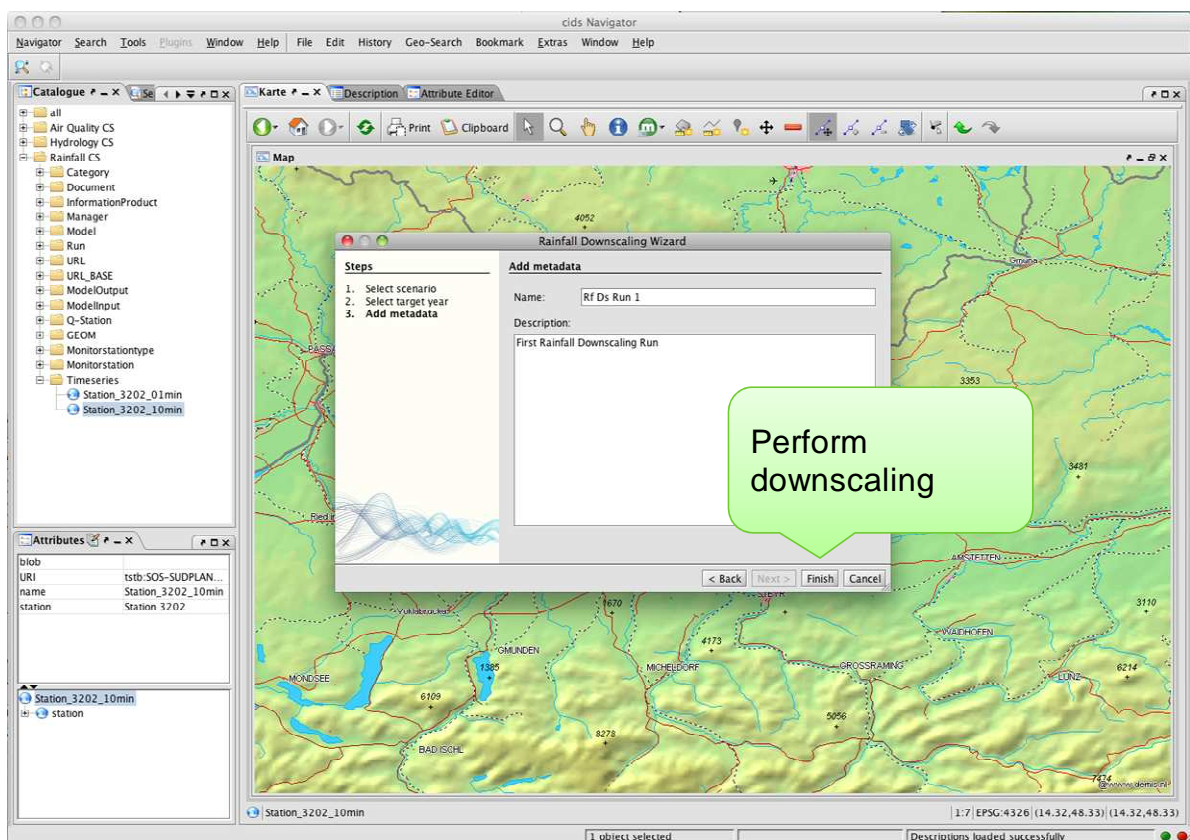 cids Navigator
Navigator Search Tools Plugins Window Help File Edit History Geo-Search Bookmark Extras Window Help
Catalogue Se
Karte Description Attribute Editor
all
Air Quality CS
Hydrology CS
Rainfall CS
Category
Document
InformationProduct
Manager
Model
Run
URL
URL_BASE
ModelOutput
ModelInput
Q-Station
GEOM
Monitorstationtype
Monitorstation
Timeseries
Station_3202_01min
Station_3202_10min
Print Clipboard
Map
4052
Rainfall Downscaling Wizard
Steps
1. Select scenario
2. Select target year
3. Add metadata
Add metadata
Name: Rf Ds Run 1
Description:
First Rainfall Downscaling Run
Perform
downscaling
< Back Next > Finish Cancel
3353
3481
AMSTETTEN
STEYR
1670
3110
WAIDHOFEN
4173
GMUNDEN
MONDSEE
1385
MICHELDORF
GROSSRAMING
6214
LUNZ
6109
5056
8278
BAD ISCHL
7474
@www.demis.nl
Attributes
blob
URI tstb:SOS-SUDPLAN...
name Station_3202_10min
station Station 3202
Station_3202_10min
station
Station_3202_10min
1:7 EPSG:4326 (14.32,48.33) (14.32,48.33)
1 object selected Descriptions loaded successfully